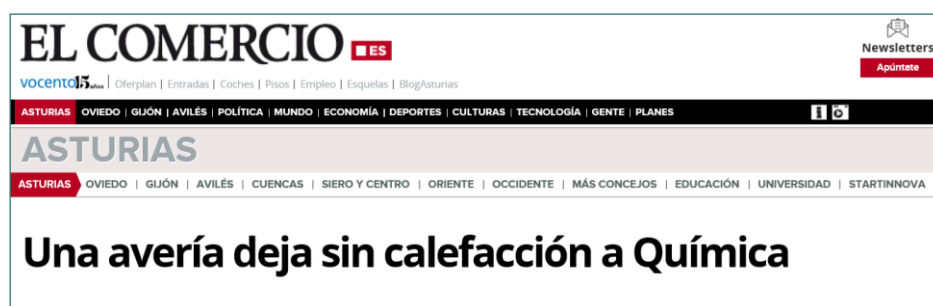 EL COMERCIO ES
Newsletters
Apúntate
vocento 15 años | Oferplan | Entradas | Coches | Pisos | Empleo | Esquelas | BlogAsturias
ASTURIAS OVIEDO | GIJÓN | AVILÉS | POLÍTICA | MUNDO | ECONOMÍA | DEPORTES | CULTURAS | TECNOLOGÍA | GENTE | PLANES
ASTURIAS
ASTURIAS OVIEDO | GIJÓN | AVILÉS | CUENCAS | SIERO Y CENTRO | ORIENTE | OCCIDENTE | MÁS CONCEJOS | EDUCACIÓN | UNIVERSIDAD | STARTINNOVA
Una avería deja sin calefacción a Química